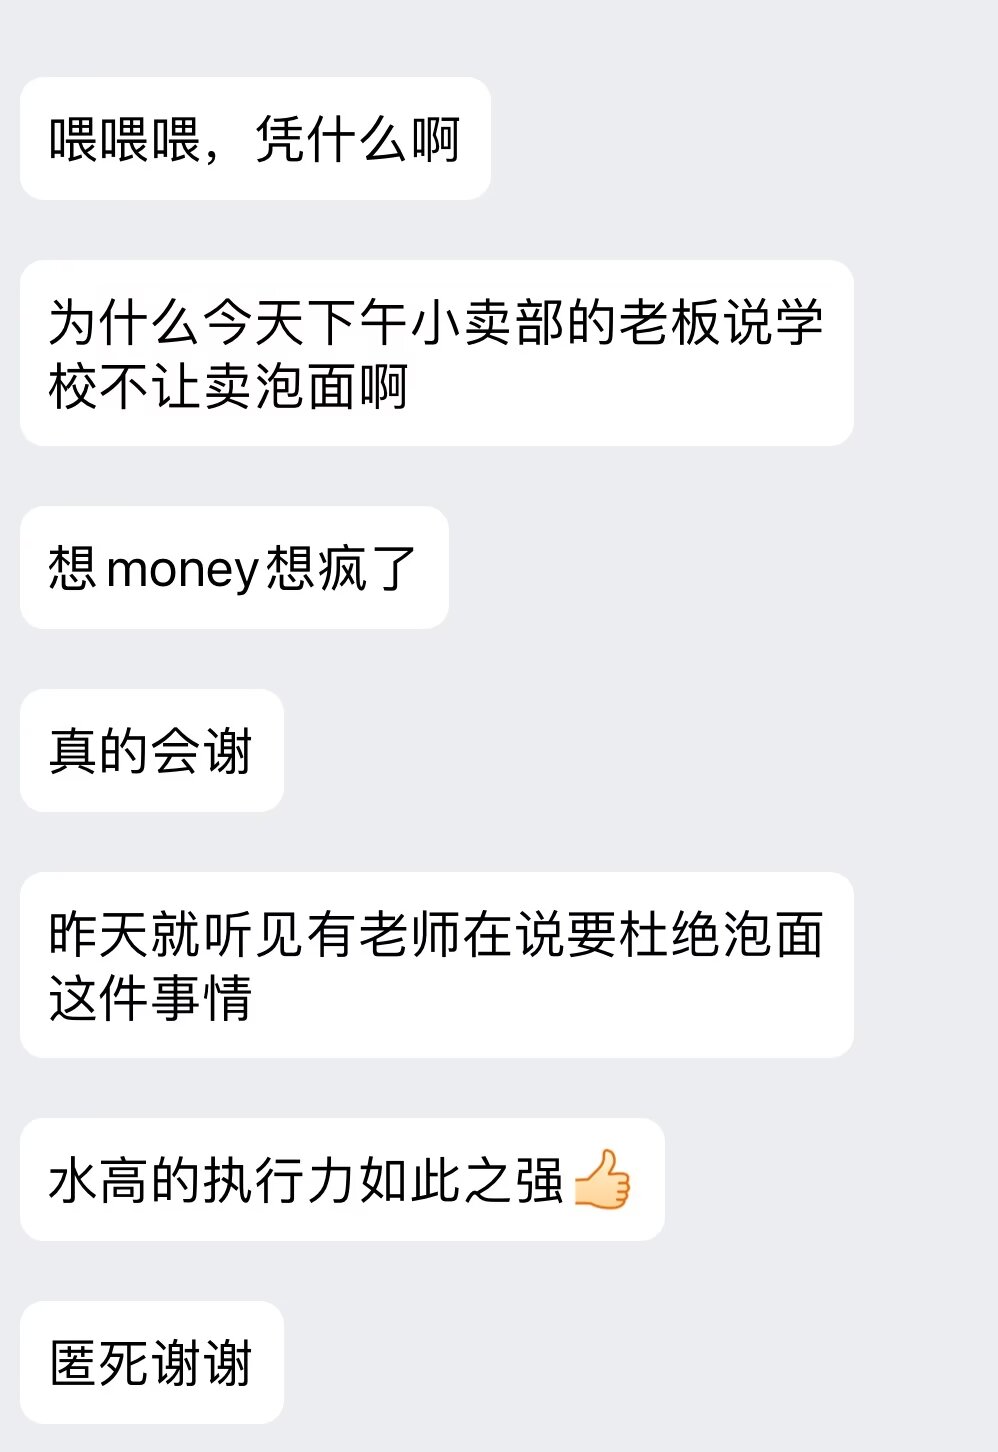 喂喂喂，凭什么啊
为什么今天下午小卖部的老板说学
校不让卖泡面啊
想money想疯了
真的会谢
昨天就听见有老师在说要杜绝泡面
这件事情
水高的执行力如此之强👍
匿死谢谢